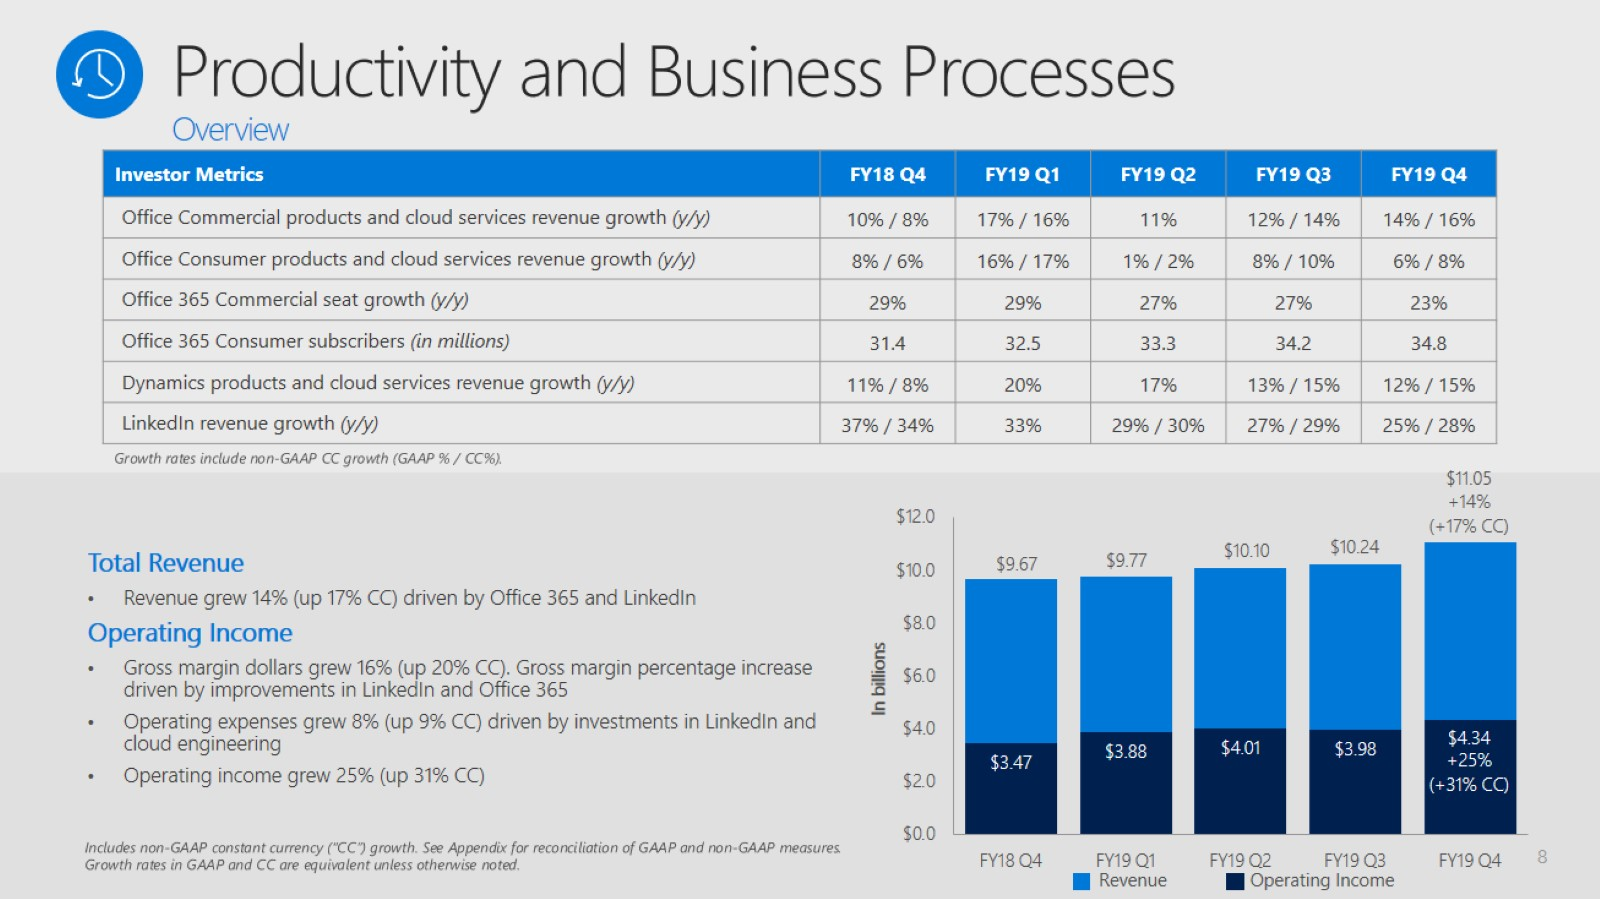 Productivity and Business Processes
Overview
Investor Metrics FY18 Q4 FY19 Q1 FY19 Q2 FY19 Q3 FY19 Q4
Office Commercial products and cloud services revenue growth (y/y) 10% / 8% 17% / 16% 11% 12% / 14% 14% / 16%
Office Consumer products and cloud services revenue growth (y/y) 8% / 6% 16% / 17% 1% / 2% 8% / 10% 6% / 8%
Office 365 Commercial seat growth (y/y) 29% 29% 27% 27% 23%
Office 365 Consumer subscribers (in millions) 31.4 32.5 33.3 34.2 34.8
Dynamics products and cloud services revenue growth (y/y) 11% / 8% 20% 17% 13% / 15% 12% / 15%
LinkedIn revenue growth (y/y) 37% / 34% 33% 29% / 30% 27% / 29% 25% / 28%
Growth rates include non-GAAP CC growth (GAAP % / CC%).
Total Revenue
• Revenue grew 14% (up 17% CC) driven by Office 365 and LinkedIn
Operating Income
• Gross margin dollars grew 16% (up 20% CC). Gross margin percentage increase
driven by improvements in LinkedIn and Office 365
• Operating expenses grew 8% (up 9% CC) driven by investments in LinkedIn and
cloud engineering
• Operating income grew 25% (up 31% CC)
Includes non-GAAP constant currency ("CC") growth. See Appendix for reconciliation of GAAP and non-GAAP measures.
Growth rates in GAAP and CC are equivalent unless otherwise noted.
In billions
$12.0
$10.0
$8.0
$6.0
$4.0
$2.0
$0.0
$9.67 $9.77 $10.10 $10.24 $11.05
+14%
(+17% CC)
$3.47 $3.88 $4.01 $3.98 $4.34
+25%
(+31% CC)
FY18 Q4 FY19 Q1 FY19 Q2 FY19 Q3 FY19 Q4
Revenue Operating Income
8